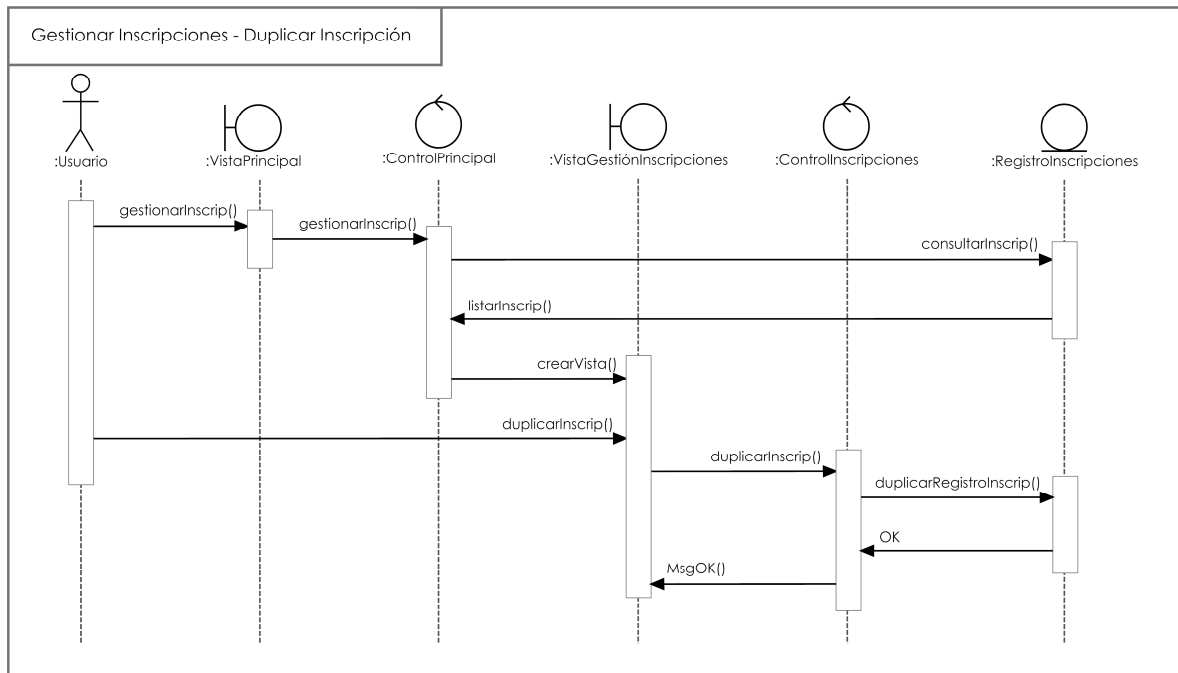 Gestionar Inscripciones - Duplicar Inscripción
:Usuario
:VistaPrincipal
:ControlPrincipal
:VistaGestiónInscripciones
:ControlInscripciones
:RegistroInscripciones
gestionarInscrip()
gestionarInscrip()
consultarInscrip()
listarInscrip()
crearVista()
duplicarInscrip()
duplicarInscrip()
duplicarRegistroInscrip()
OK
MsgOK()